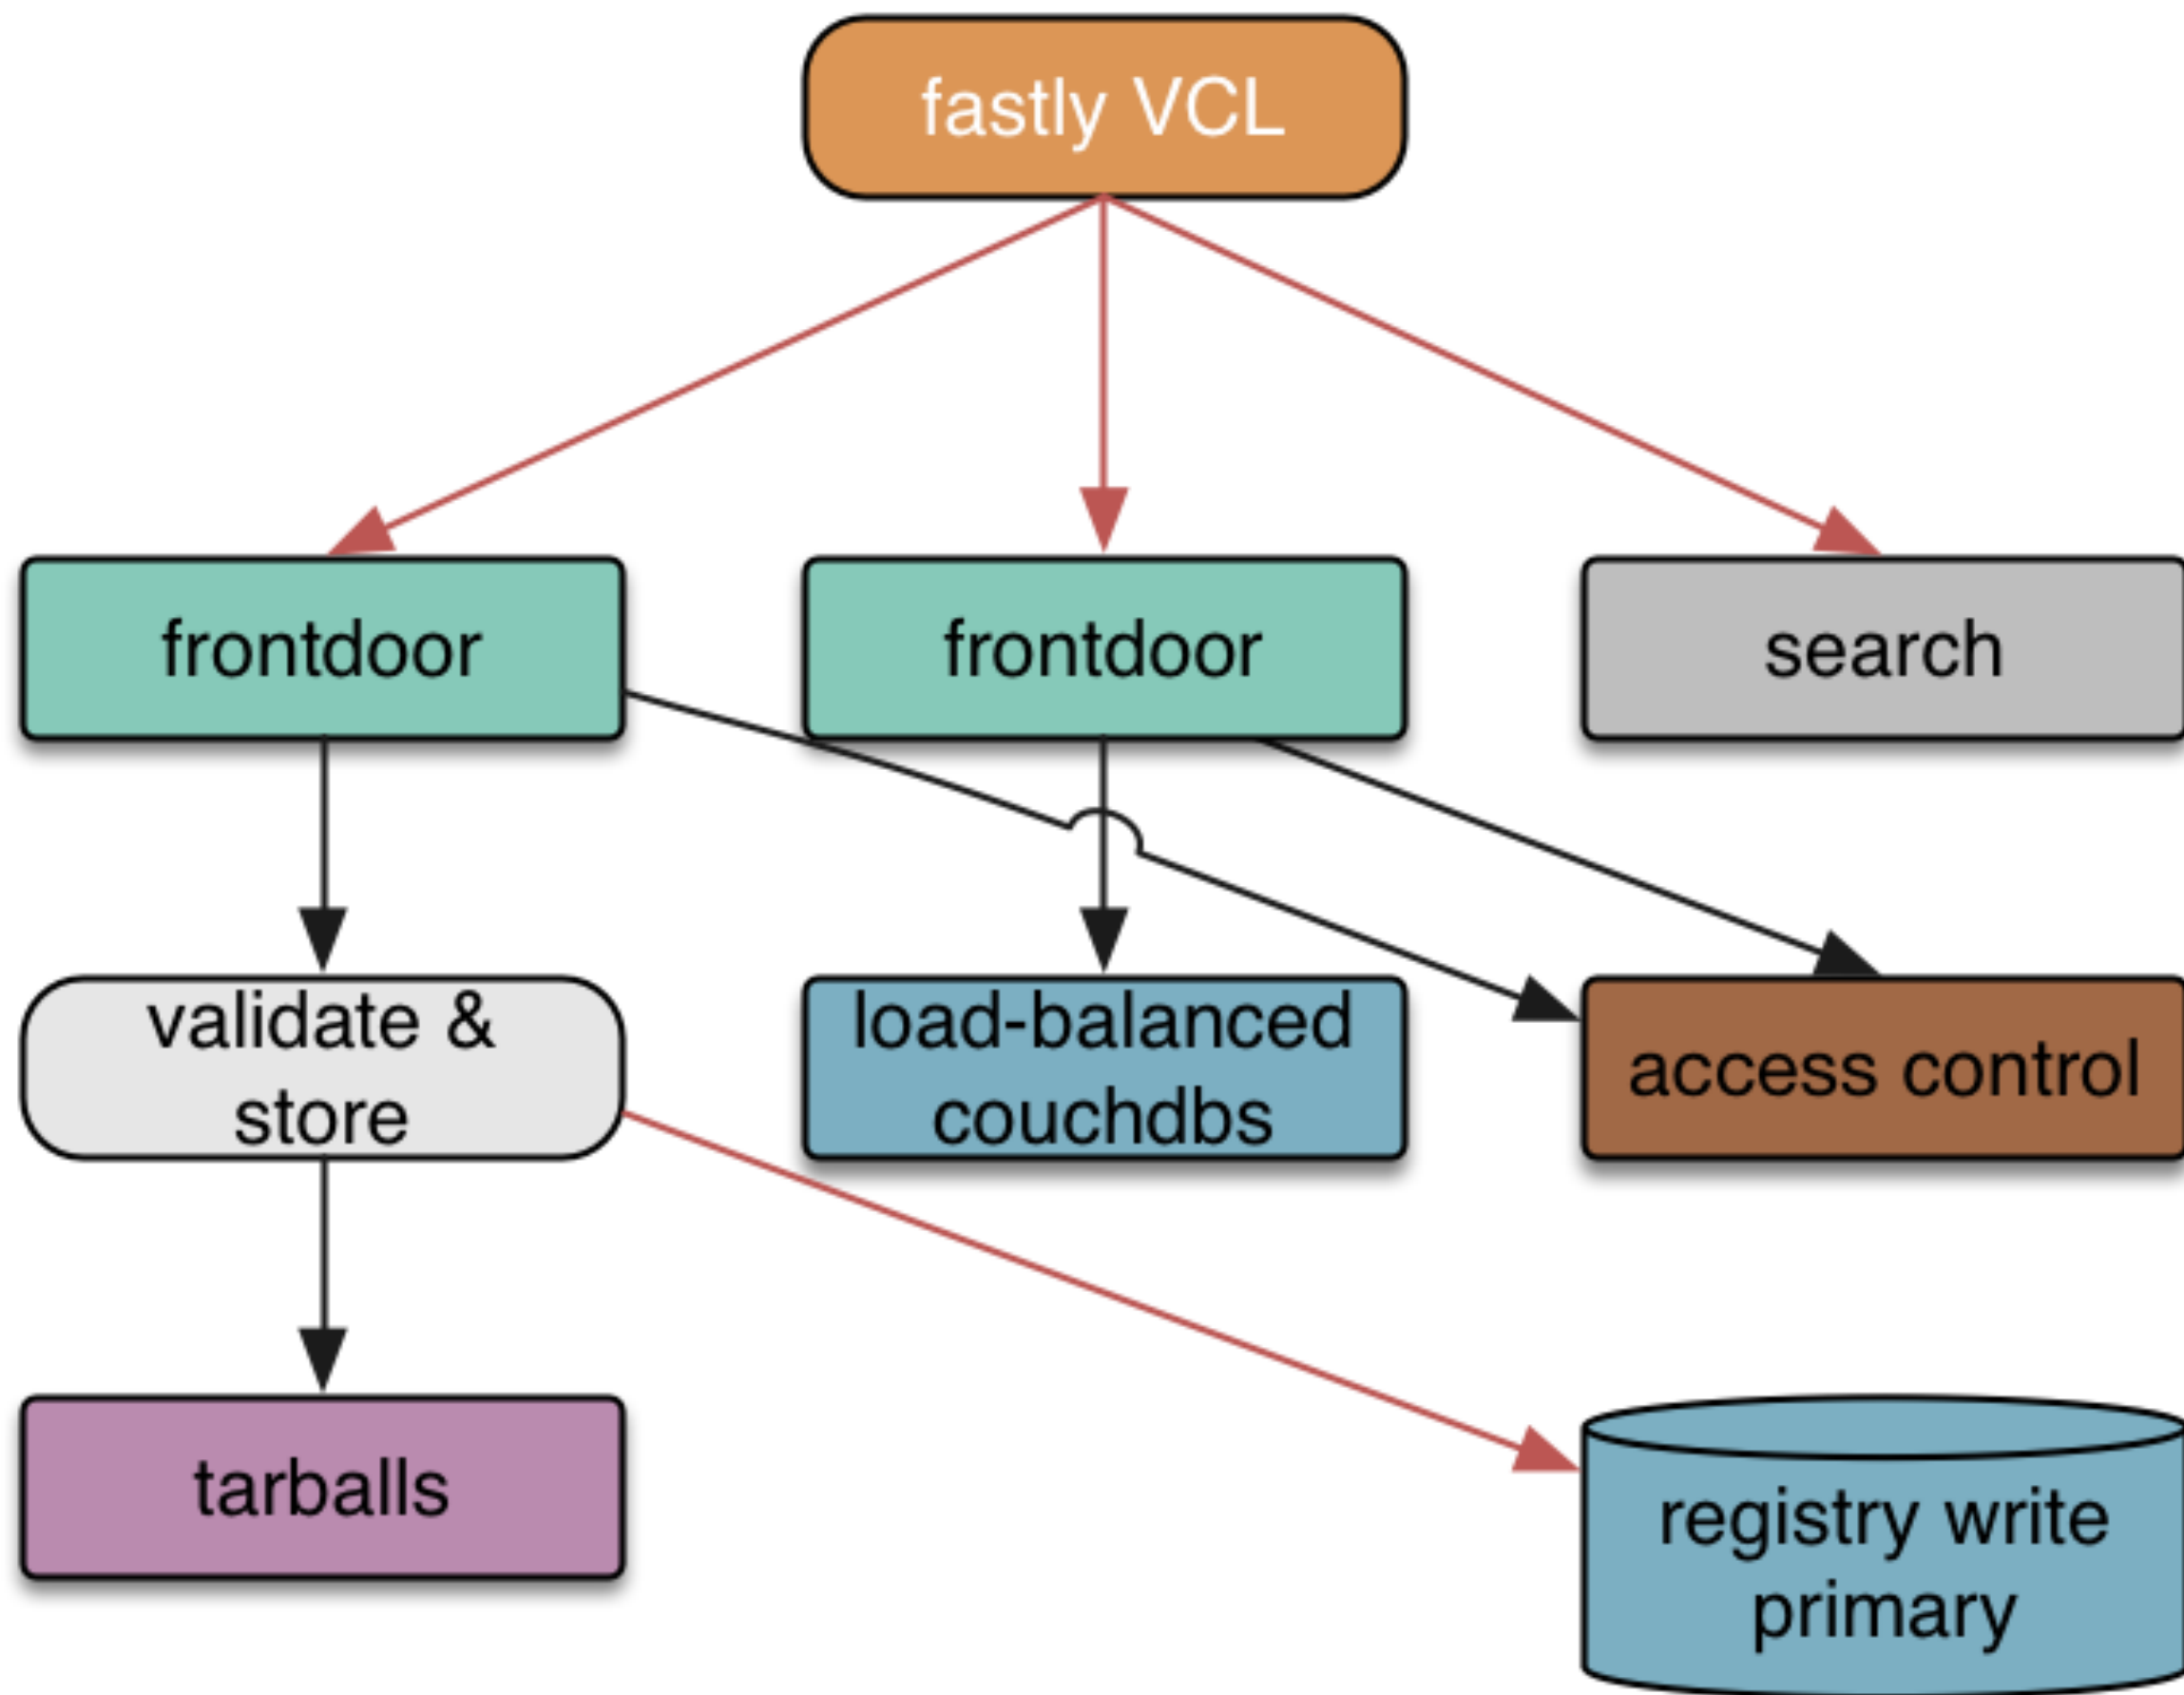 fastly VCL
frontdoor
frontdoor
search
validate &
store
load-balanced
couchdbs
access control
tarballs
registry write
primary